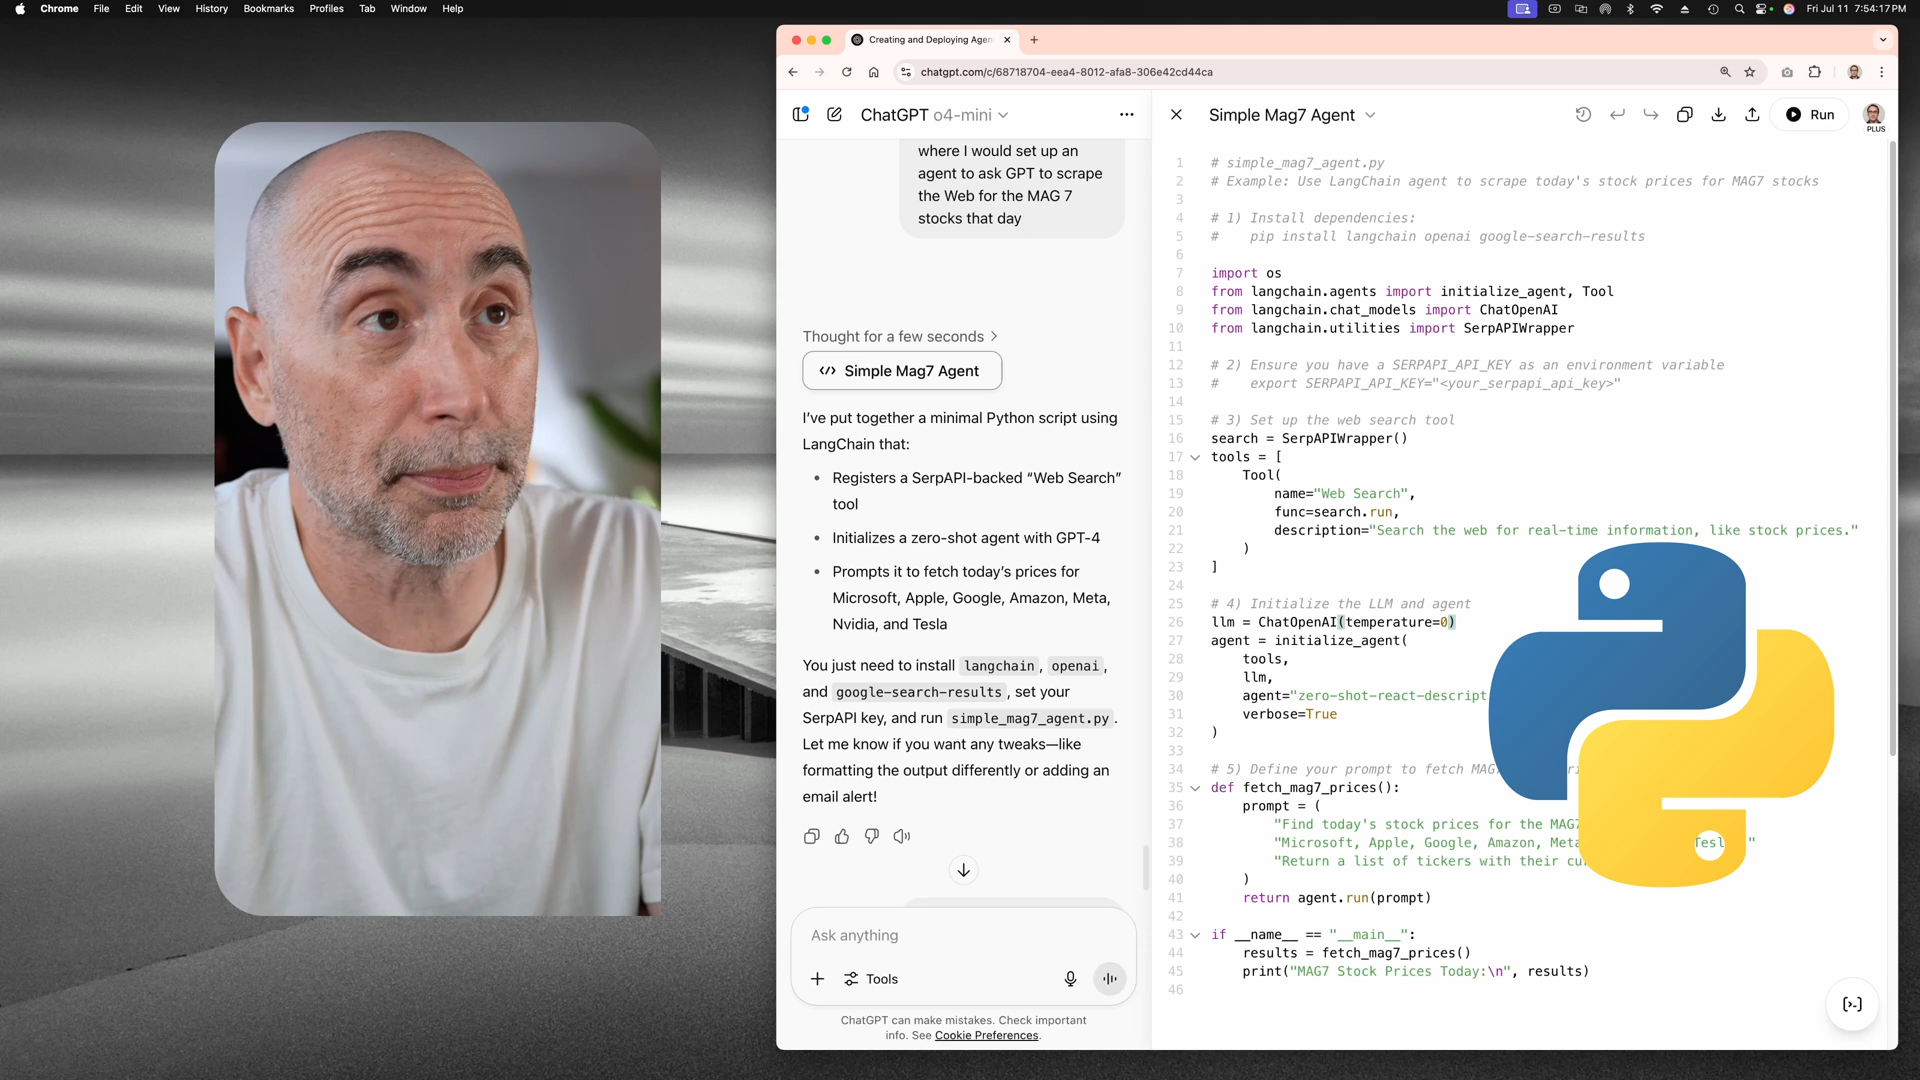 Chrome File Edit View History Bookmarks Profiles Tab Window Help
Fri Jul 11 7:54:17 PM
Creating and Deploying Agen
chatgpt.com/c/68718704-eea4-8012-afa8-306e42cd44ca
ChatGPT o4-mini
where I would set up an
agent to ask GPT to scrape
the Web for the MAG 7
stocks that day
Thought for a few seconds
Simple Mag7 Agent
I've put together a minimal Python script using
LangChain that:
• Registers a SerpAPI-backed “Web Search”
tool
• Initializes a zero-shot agent with GPT-4
• Prompts it to fetch today's prices for
Microsoft, Apple, Google, Amazon, Meta,
Nvidia, and Tesla
You just need to install langchain, openai,
and google-search-results, set your
SerpAPI key, and run simple_mag7_agent.py.
Let me know if you want any tweaks—like
formatting the output differently or adding an
email alert!
Ask anything
Tools
ChatGPT can make mistakes. Check important
info. See Cookie Preferences.
Simple Mag7 Agent
Run
PLUS
1 # simple_mag7_agent.py
2 # Example: Use LangChain agent to scrape today's stock prices for MAG7 stocks
3
4 # 1) Install dependencies:
5 #    pip install langchain openai google-search-results
6
7 import os
8 from langchain.agents import initialize_agent, Tool
9 from langchain.chat_models import ChatOpenAI
10 from langchain.utilities import SerpAPIWrapper
11
12 # 2) Ensure you have a SERPAPI_API_KEY as an environment variable
13 #    export SERPAPI_API_KEY="<your_serpapi_api_key>"
14
15 # 3) Set up the web search tool
16 search = SerpAPIWrapper()
17 tools = [
18     Tool(
19         name="Web Search",
20         func=search.run,
21         description="Search the web for real-time information, like stock prices."
22     )
23 ]
24
25 # 4) Initialize the LLM and agent
26 llm = ChatOpenAI(temperature=0)
27 agent = initialize_agent(
28     tools,
29     llm,
30     agent="zero-shot-react-descript
31     verbose=True
32 )
33
34 # 5) Define your prompt to fetch MAG
35 def fetch_mag7_prices():
36     prompt = (
37         "Find today's stock prices for the MAG7
38         "Microsoft, Apple, Google, Amazon, Meta
39         "Return a list of tickers with their
40     )
41     return agent.run(prompt)
42
43 if __name__ == "__main__":
44     results = fetch_mag7_prices()
45     print("MAG7 Stock Prices Today:\n", results)
46